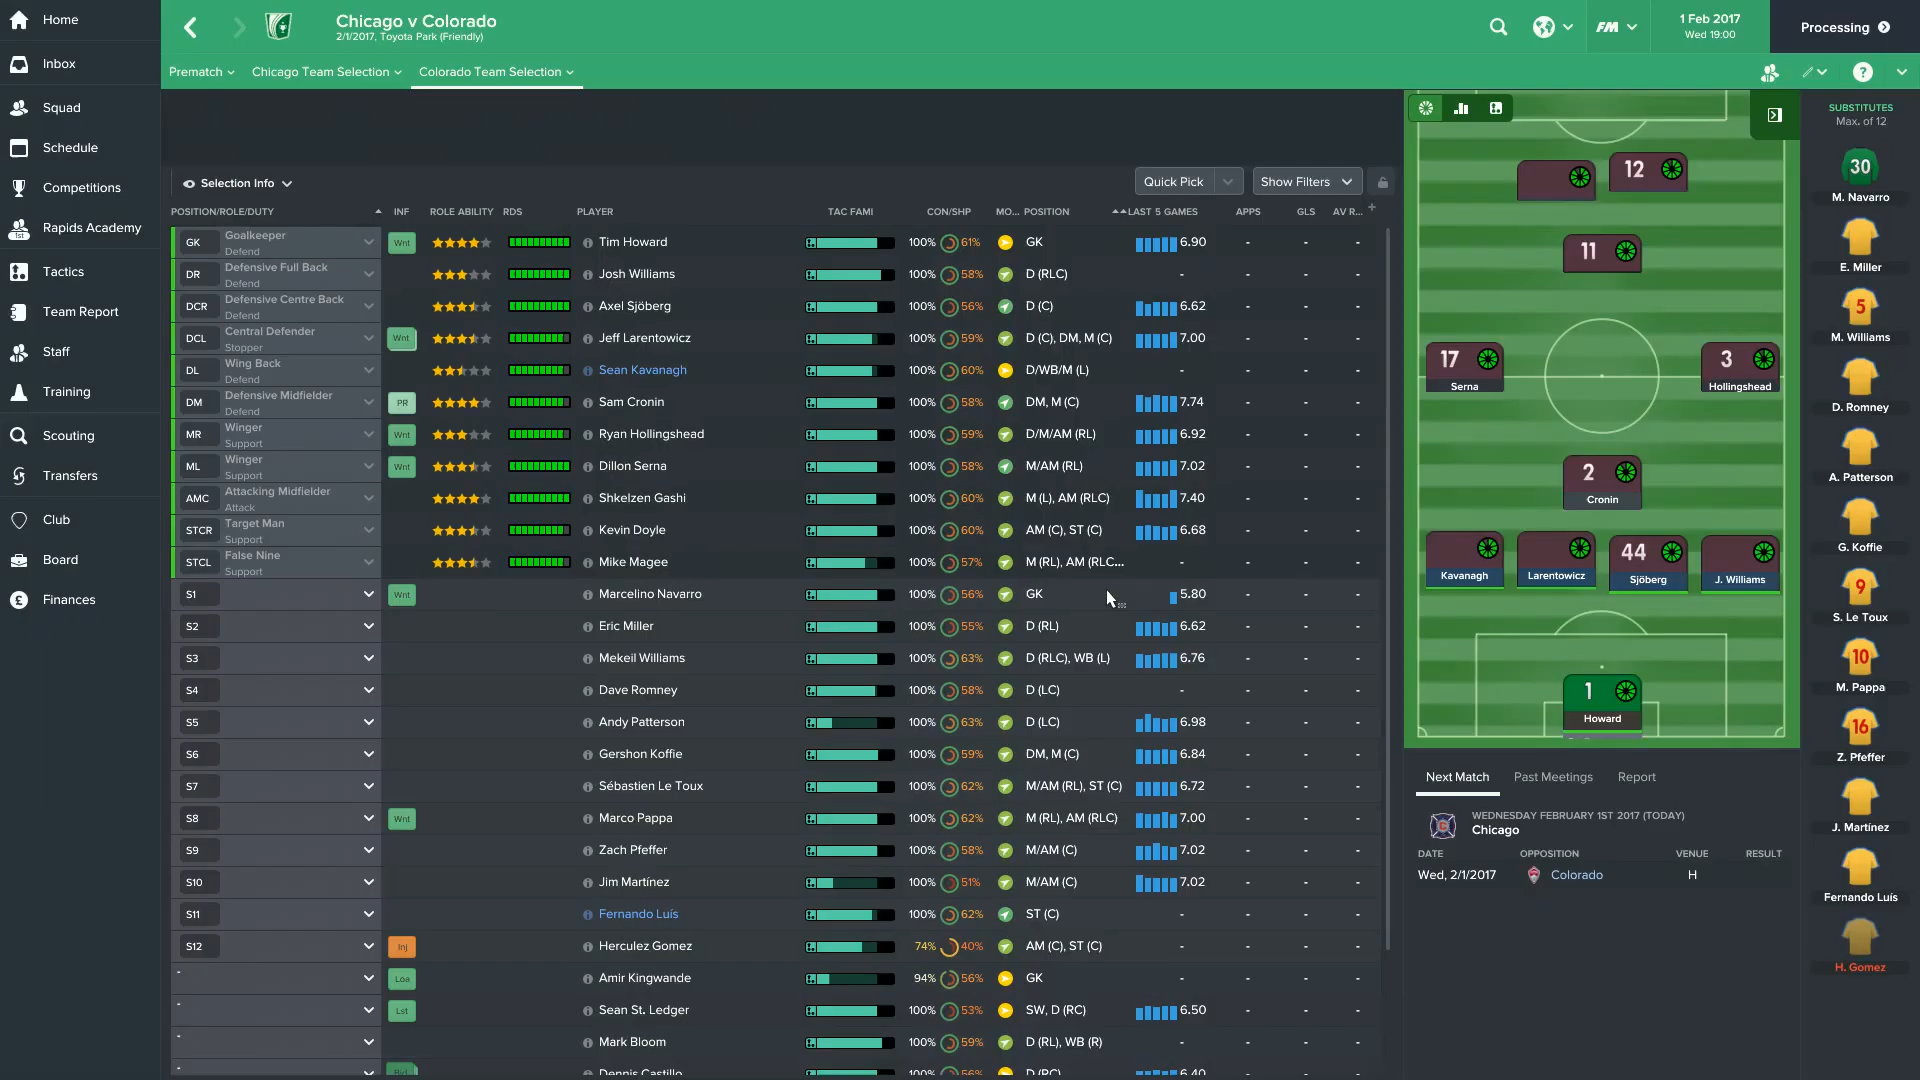 Home
Inbox
Squad
Schedule
Competitions
1st
Rapids Academy
Tactics
Team Report
Staff
Training
Scouting
Transfers
Club
Board
£ Finances
Chicago v Colorado
2/1/2017, Toyota Park (Friendly)
FM
1 Feb 2017
Wed 19:00
Processing
Prematch
Chicago Team Selection
Colorado Team Selection
?
Selection Info
Quick Pick
Show Filters
POSITION/ROLE/DUTY INF ROLE ABILITY RDS PLAYER TAC FAMI CON/SHP MO... POSITION LAST 5 GAMES APPS GLS AV R... +
GK Goalkeeper Defend Wnt Tim Howard 100% 61% GK 6.90 - - -
DR Defensive Full Back Defend Josh Williams 100% 58% D (RLC) - - - -
DCR Defensive Centre Back Defend Axel Sjöberg 100% 56% D (C) 6.62 - - -
DCL Central Defender Stopper Wnt Jeff Larentowicz 100% 59% D (C), DM, M (C) 7.00 - - -
DL Wing Back Defend Sean Kavanagh 100% 60% D/WB/M (L) - - - -
DM Defensive Midfielder Defend PR Sam Cronin 100% 58% DM, M (C) 7.74 - - -
MR Winger Support Wnt Ryan Hollingshead 100% 59% D/M/AM (RL) 6.92 - - -
ML Winger Support Wnt Dillon Serna 100% 58% M/AM (RL) 7.02 - - -
AMC Attacking Midfielder Attack Shkelzen Gashi 100% 60% M (L), AM (RLC) 7.40 - - -
STCR Target Man Support Kevin Doyle 100% 60% AM (C), ST (C) 6.68 - - -
STCL False Nine Support Mike Magee 100% 57% M (RL), AM (RLC... - - - -
S1 Wnt Marcelino Navarro 100% 56% GK 5.80 - - -
S2 Eric Miller 100% 55% D (RL) 6.62 - - -
S3 Mekeil Williams 100% 63% D (RLC), WB (L) 6.76 - - -
S4 Dave Romney 100% 58% D (LC) - - - -
S5 Andy Patterson 100% 63% D (LC) 6.98 - - -
S6 Gershon Koffie 100% 59% DM, M (C) 6.84 - - -
S7 Sébastien Le Toux 100% 62% M/AM (RL), ST (C) 6.72 - - -
S8 Wnt Marco Pappa 100% 62% M (RL), AM (RLC) 7.00 - - -
S9 Zach Pfeffer 100% 58% M/AM (C) 7.02 - - -
S10 Jim Martínez 100% 51% M/AM (C) 7.02 - - -
S11 Fernando Luís 100% 62% ST (C) - - - -
S12 Inj Herculez Gomez 74% 40% AM (C), ST (C) - - - -
- Loa Amir Kingwande 94% 56% GK - - - -
- Lst Sean St. Ledger 100% 53% SW, D (RC) 6.50 - - -
- Mark Bloom 100% 59% D (RL), WB (R) - - - -
- Bid Dennis Castillo 100% 56% D (RC) 6.40 - - -
12
11
17 Serna
3 Hollingshead
2 Cronin
Kavanagh
Larentowicz
44 Sjöberg
J. Williams
1 Howard
Next Match
Past Meetings
Report
WEDNESDAY FEBRUARY 1ST 2017 (TODAY)
Chicago
DATE OPPOSITION VENUE RESULT
Wed, 2/1/2017 Colorado H
SUBSTITUTES
Max. of 12
30
M. Navarro
E. Miller
5
M. Williams
D. Romney
A. Patterson
G. Koffie
9
S. Le Toux
10
M. Pappa
16
Z. Pfeffer
J. Martínez
Fernando Luís
H. Gomez